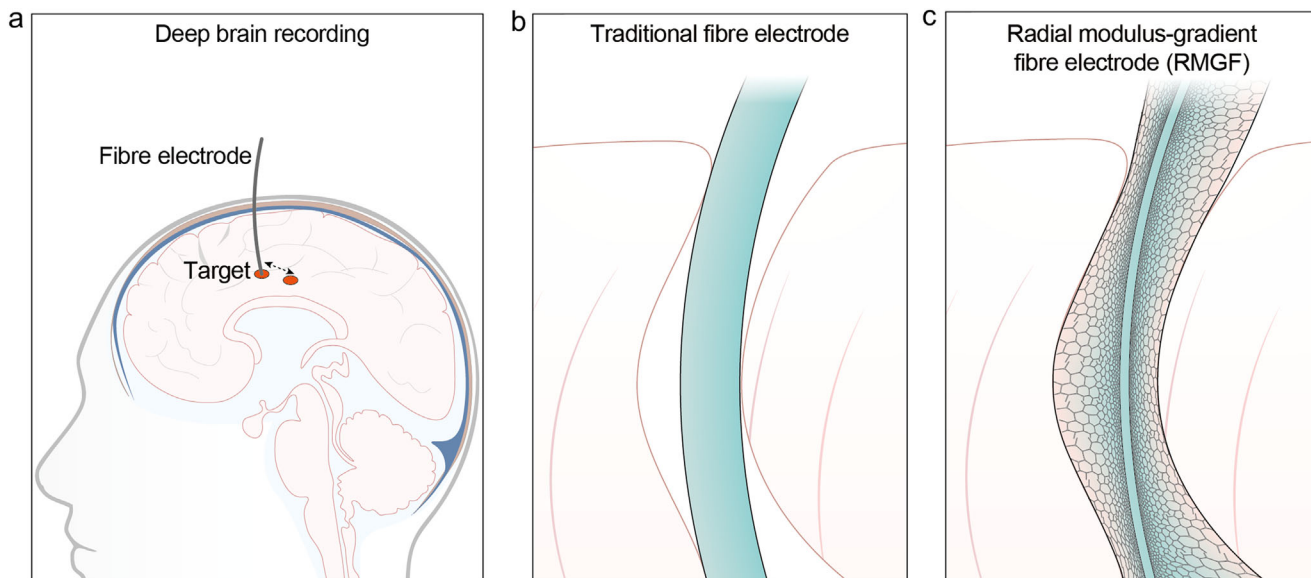 a
Deep brain recording
Fibre electrode
Target
b
Traditional fibre electrode
c
Radial modulus-gradient
fibre electrode (RMGF)